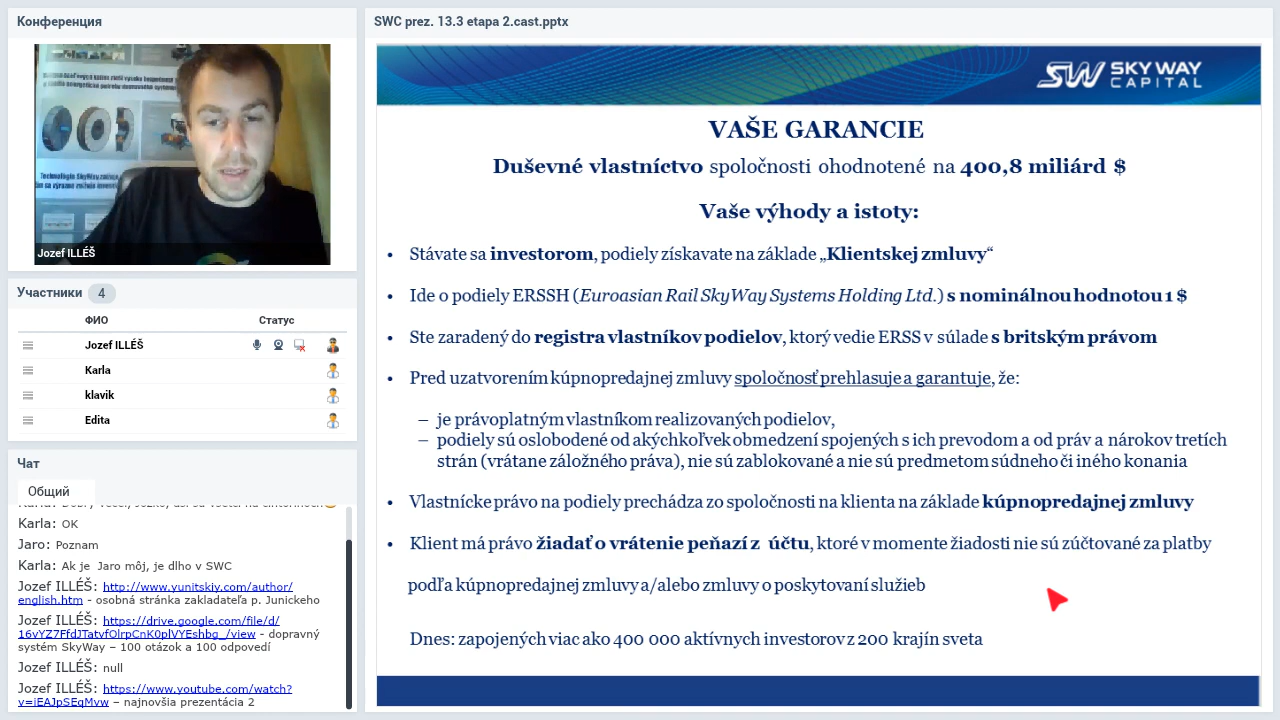 Конференция
Jozef ILLÉŠ
Участники 4
ФИО Статус
Jozef ILLÉŠ
Karla
klavik
Edita
Чат
Общий
Karla: OK
Jaro: Poznam
Karla: Ak je Jaro môj, je dlho v SWC
Jozef ILLÉŠ: http://www.yunitskiy.com/author/
english.htm - osobná stránka zakladateľa p. Junickeho
Jozef ILLÉŠ: https://drive.google.com/file/d/
16vYZ7FfdJTatvfOlrpCnK0plVYEshbg_/view - dopravný
systém SkyWay – 100 otázok a 100 odpovedí
Jozef ILLÉŠ: null
Jozef ILLÉŠ: https://www.youtube.com/watch?
v=iEAJpSEqMvw – najnovšia prezentácia 2
SWC prez. 13.3 etapa 2.cast.pptx
SW SKY WAY
CAPITAL
VAŠE GARANCIE
Duševné vlastníctvo spoločnosti ohodnotené na 400,8 miliárd $
Vaše výhody a istoty:
• Stávate sa investorom, podiely získavate na základe „Klientskej zmluvy“
• Ide o podiely ERSSH (Euroasian Rail SkyWay Systems Holding Ltd.) s nominálnou hodnotou 1 $
• Ste zaradený do registra vlastníkov podielov, ktorý vedie ERSS v súlade s britským právom
• Pred uzatvorením kúpnopredajnej zmluvy spoločnosť prehlasuje a garantuje, že:
– je právoplatným vlastníkom realizovaných podielov,
– podiely sú oslobodené od akýchkoľvek obmedzení spojených s ich prevodom a od práv a nárokov tretích
strán (vrátane záložného práva), nie sú zablokované a nie sú predmetom súdneho či iného konania
• Vlastnícke právo na podiely prechádza zo spoločnosti na klienta na základe kúpnopredajnej zmluvy
• Klient má právo žiadať o vrátenie peňazí z účtu, ktoré v momente žiadosti nie sú zúčtované za platby
podľa kúpnopredajnej zmluvy a/alebo zmluvy o poskytovaní služieb
Dnes: zapojených viac ako 400 000 aktívnych investorov z 200 krajín sveta